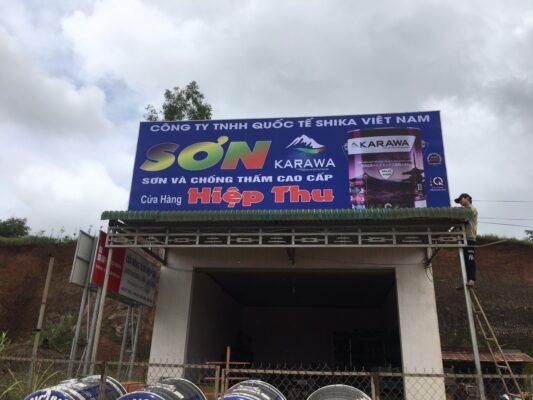 CÔNG TY TNHH QUỐC TẾ SHIKA VIỆT NAM
SƠN
KARAWA
SƠN VÀ CHỐNG THẤM CAO CẤP
Cửa Hàng Hiệp Thu
KARAWA